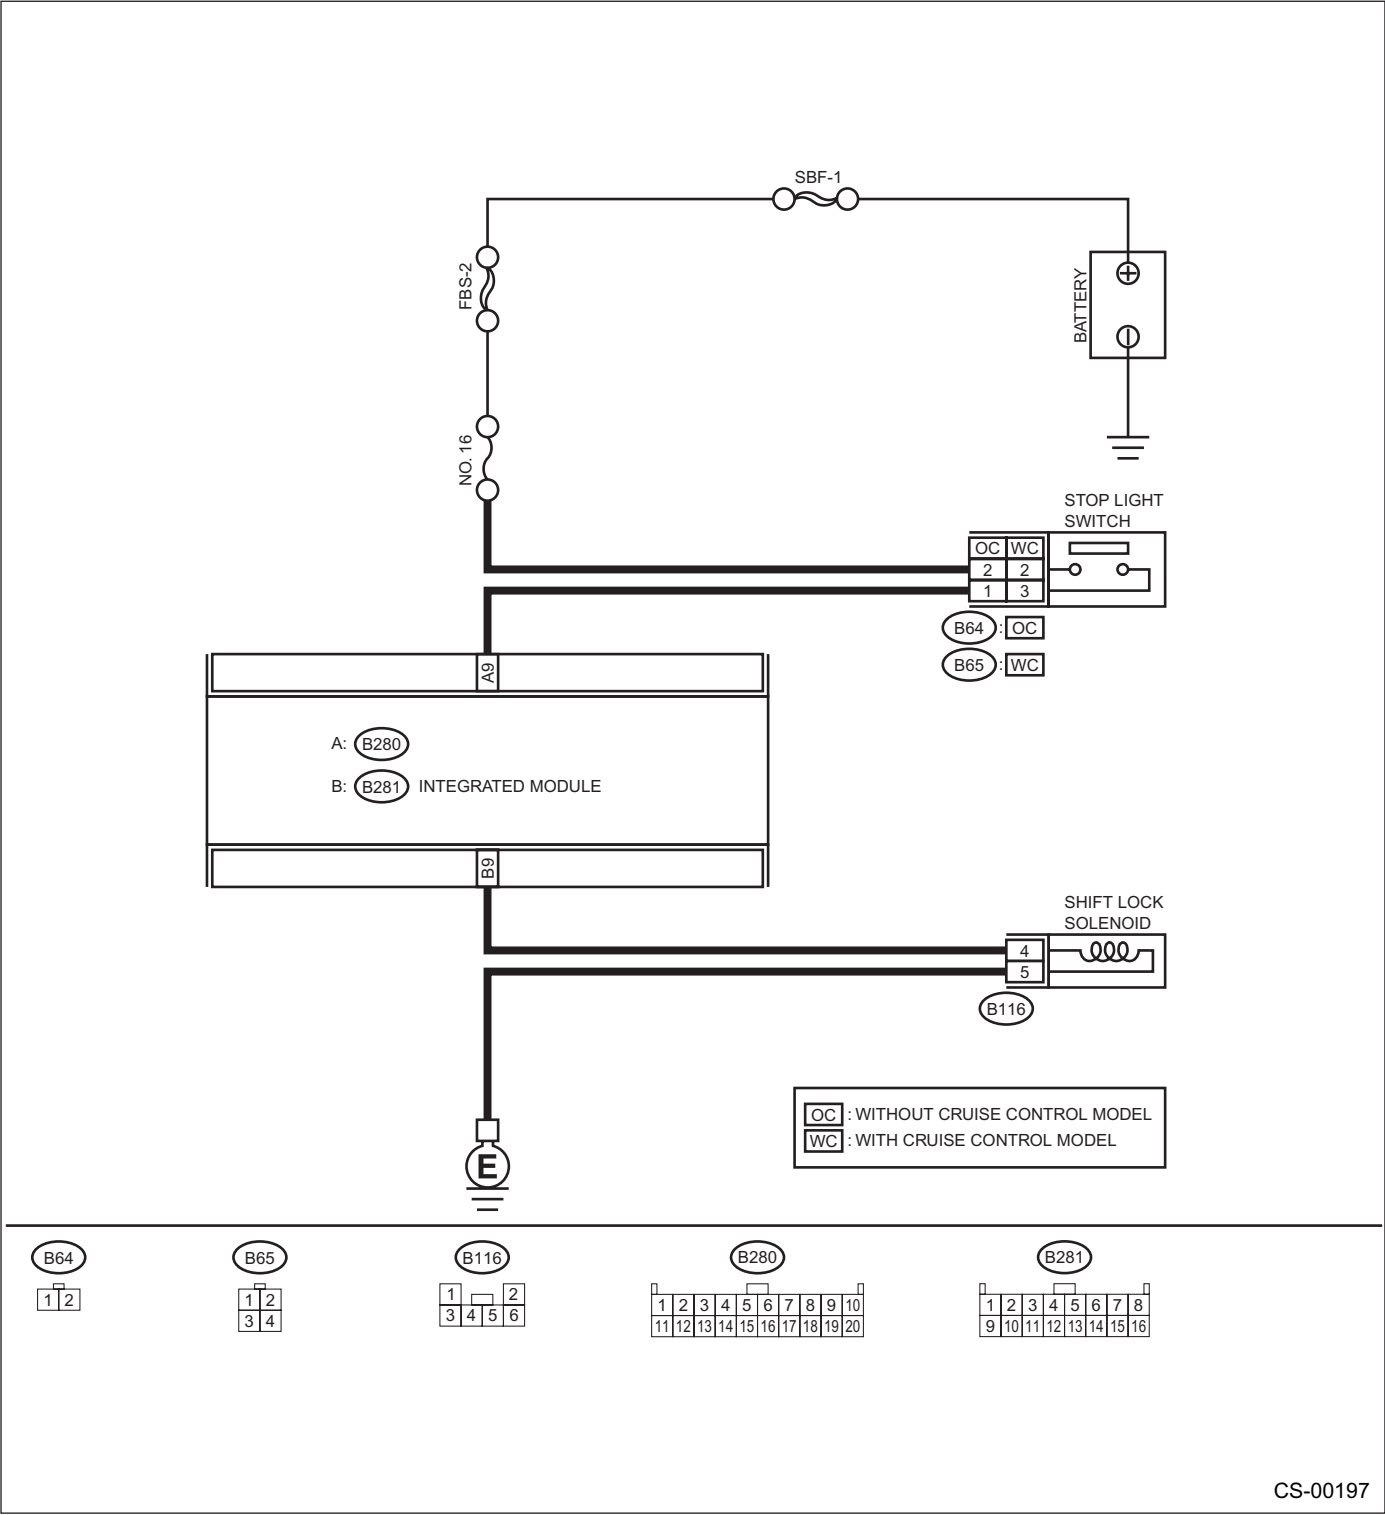 SBF-1
FBS-2
BATTERY
NO. 16
STOP LIGHT
SWITCH
OC WC
2 2
1 3
B64 : OC
B65 : WC
A9
A: B280
B: B281 INTEGRATED MODULE
B9
SHIFT LOCK
SOLENOID
4
5
B116
OC : WITHOUT CRUISE CONTROL MODEL
WC : WITH CRUISE CONTROL MODEL
E
B64
1 2
B65
1 2
3 4
B116
1 2
3 4 5 6
B280
1 2 3 4 5 6 7 8 9 10
11 12 13 14 15 16 17 18 19 20
B281
1 2 3 4 5 6 7 8
9 10 11 12 13 14 15 16
CS-00197